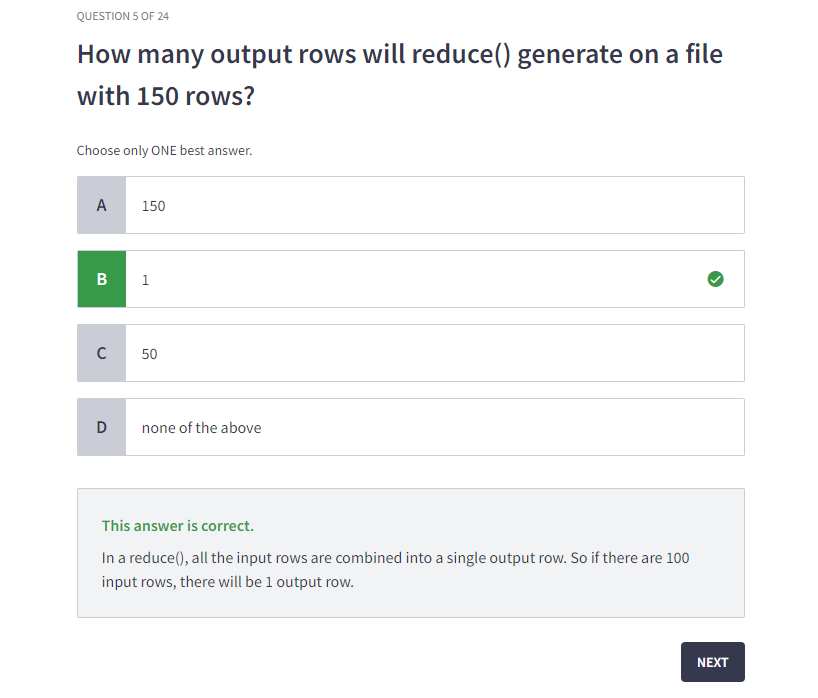 QUESTION 5 OF 24
How many output rows will reduce() generate on a file
with 150 rows?
Choose only ONE best answer.
A
150
B
1
C
50
D
none of the above
This answer is correct.
In a reduce(), all the input rows are combined into a single output row. So if there are 100
input rows, there will be 1 output row.
NEXT